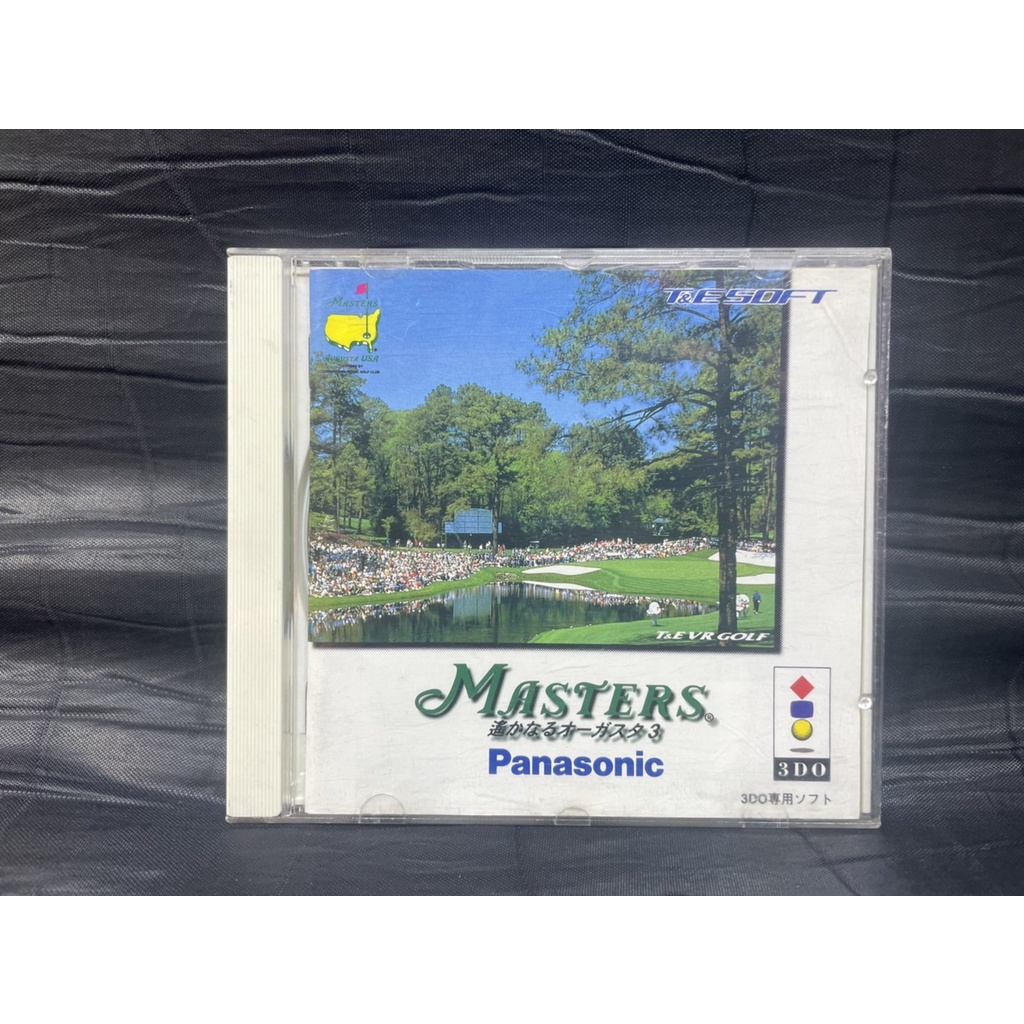 MASTERS
AUGUSTA USA
T&E SOFT
T&E VR GOLF
MASTERS®
遙かなるオーガスタ3
Panasonic
3DO
3DO専用ソフト